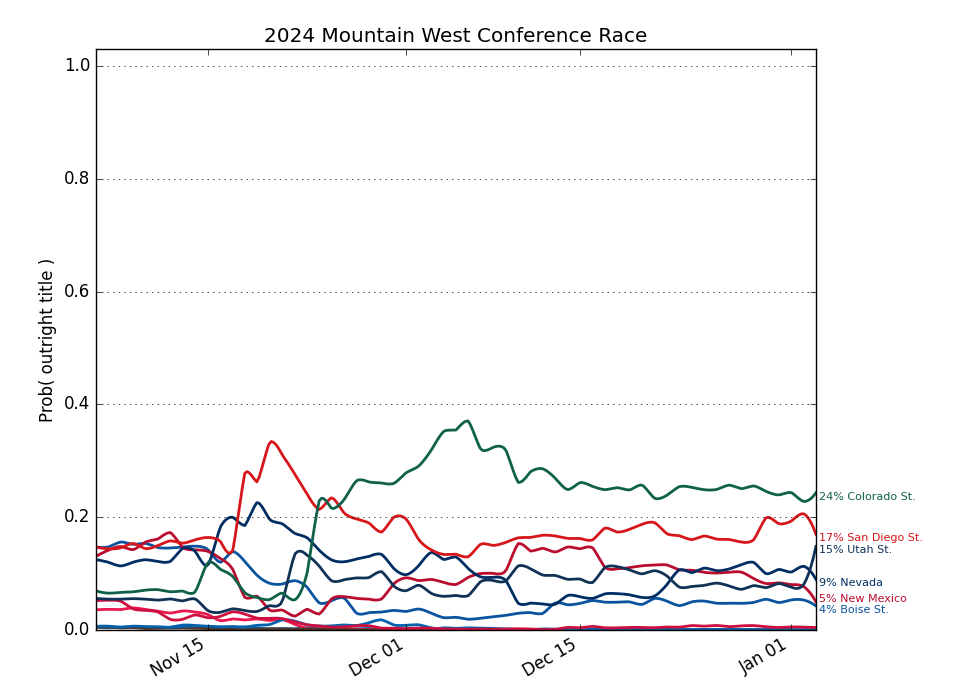 2024 Mountain West Conference Race
Prob( outright title )
1.0
0.8
0.6
0.4
0.2
0.0
24% Colorado St.
17% San Diego St.
15% Utah St.
9% Nevada
5% New Mexico
4% Boise St.
Nov 15
Dec 01
Dec 15
Jan 01